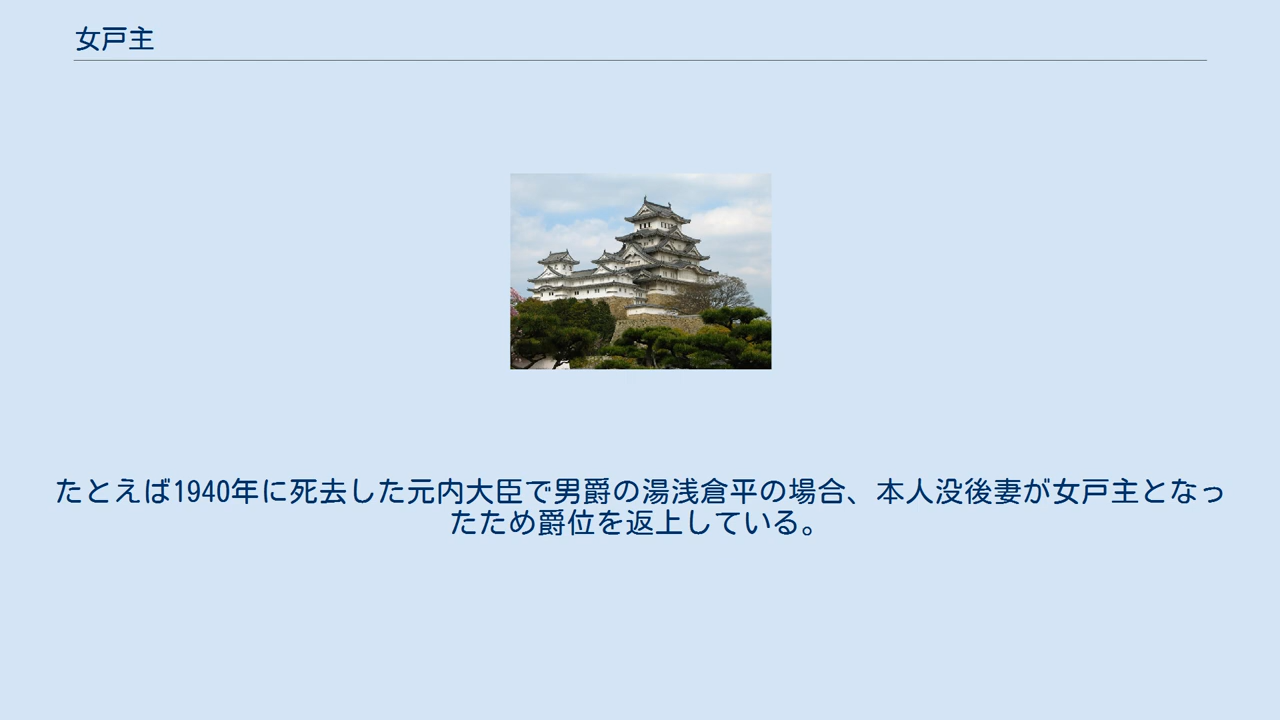 女戸主
たとえば1940年に死去した元内大臣で男爵の湯浅倉平の場合、本人没後妻が女戸主となっ
たため爵位を返上している。